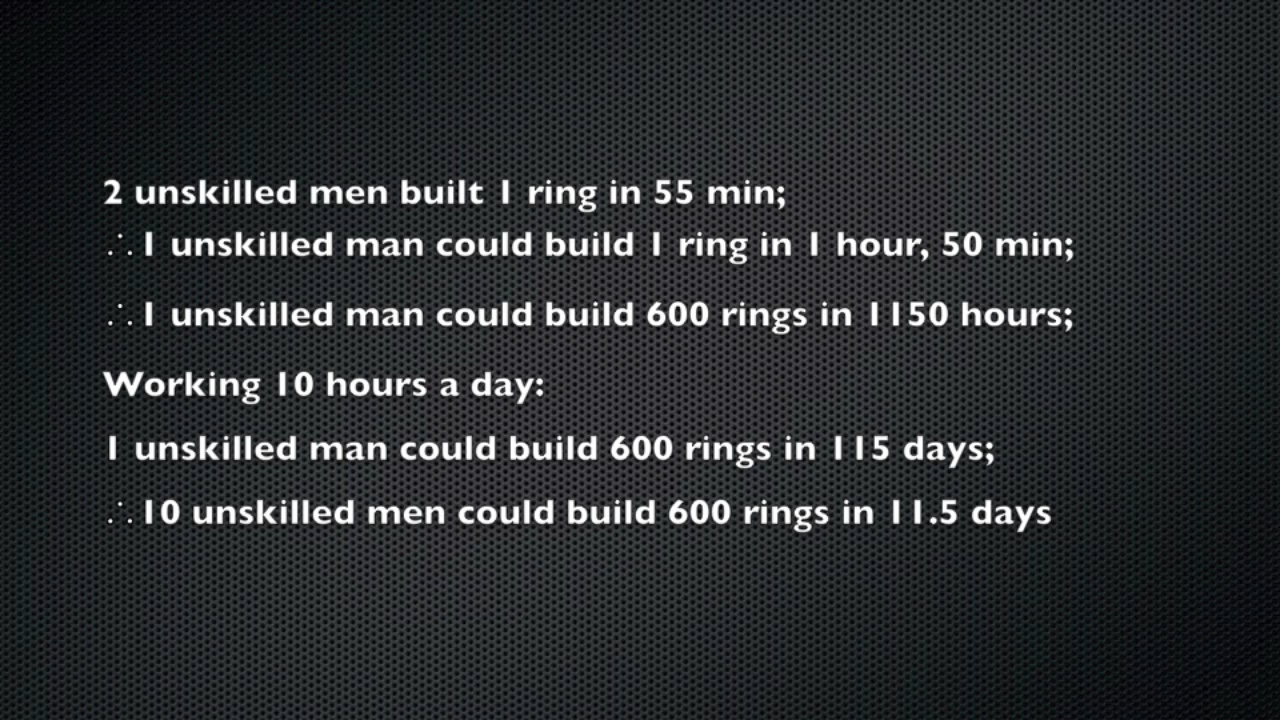 2 unskilled men built 1 ring in 55 min;
∴ 1 unskilled man could build 1 ring in 1 hour, 50 min;
∴ 1 unskilled man could build 600 rings in 1150 hours;
Working 10 hours a day:
1 unskilled man could build 600 rings in 115 days;
∴ 10 unskilled men could build 600 rings in 11.5 days